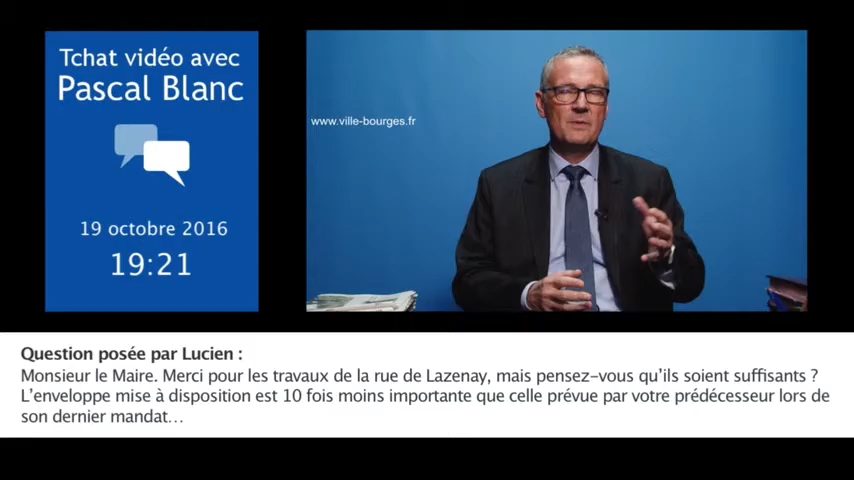 Tchat vidéo avec
Pascal Blanc
19 octobre 2016
19:21
www.ville-bourges.fr
Question posée par Lucien :
Monsieur le Maire. Merci pour les travaux de la rue de Lazenay, mais pensez-vous qu’ils soient suffisants ?
L’enveloppe mise à disposition est 10 fois moins importante que celle prévue par votre prédécesseur lors de
son dernier mandat…